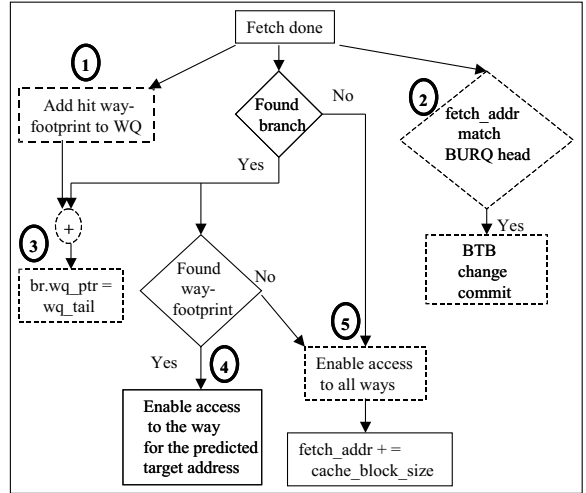 Fetch done
1
Add hit way-
footprint to WQ
Found
branch
No
Yes
2
fetch_addr
match
BURQ head
Yes
BTB
change
commit
+
3
br.wq_ptr =
wq_tail
Found
way-
footprint
No
Yes
4
Enable access
to the way
for the predicted
target address
5
Enable access
to all ways
fetch_addr + =
cache_block_size